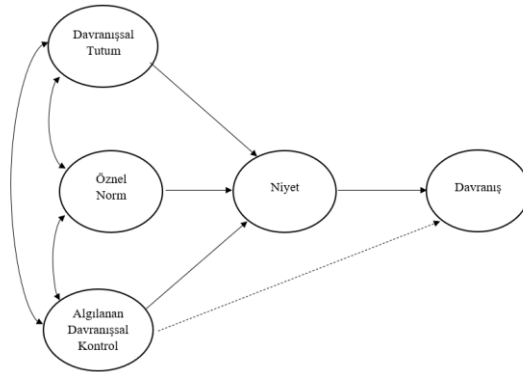 Davranışsal
Tutum
Öznel
Norm
Niyet
Davranış
Algılanan
Davranışsal
Kontrol